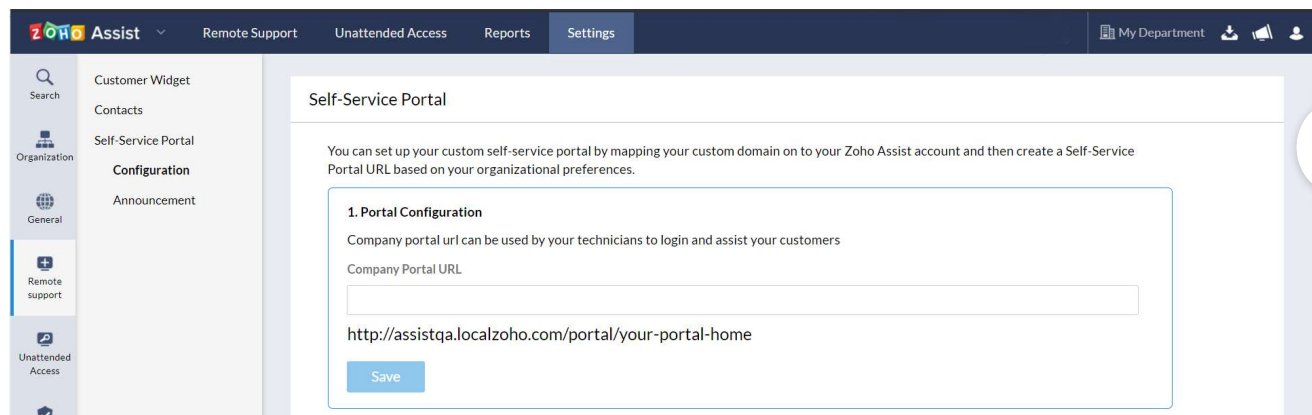 ZOHO Assist
Remote Support
Unattended Access
Reports
Settings
My Department
Search
Organization
General
Remote
support
Unattended
Access
Customer Widget
Contacts
Self-Service Portal
Configuration
Announcement
Self-Service Portal
You can set up your custom self-service portal by mapping your custom domain on to your Zoho Assist account and then create a Self-Service
Portal URL based on your organizational preferences.
1. Portal Configuration
Company portal url can be used by your technicians to login and assist your customers
Company Portal URL
http://assistqa.localzoho.com/portal/your-portal-home
Save